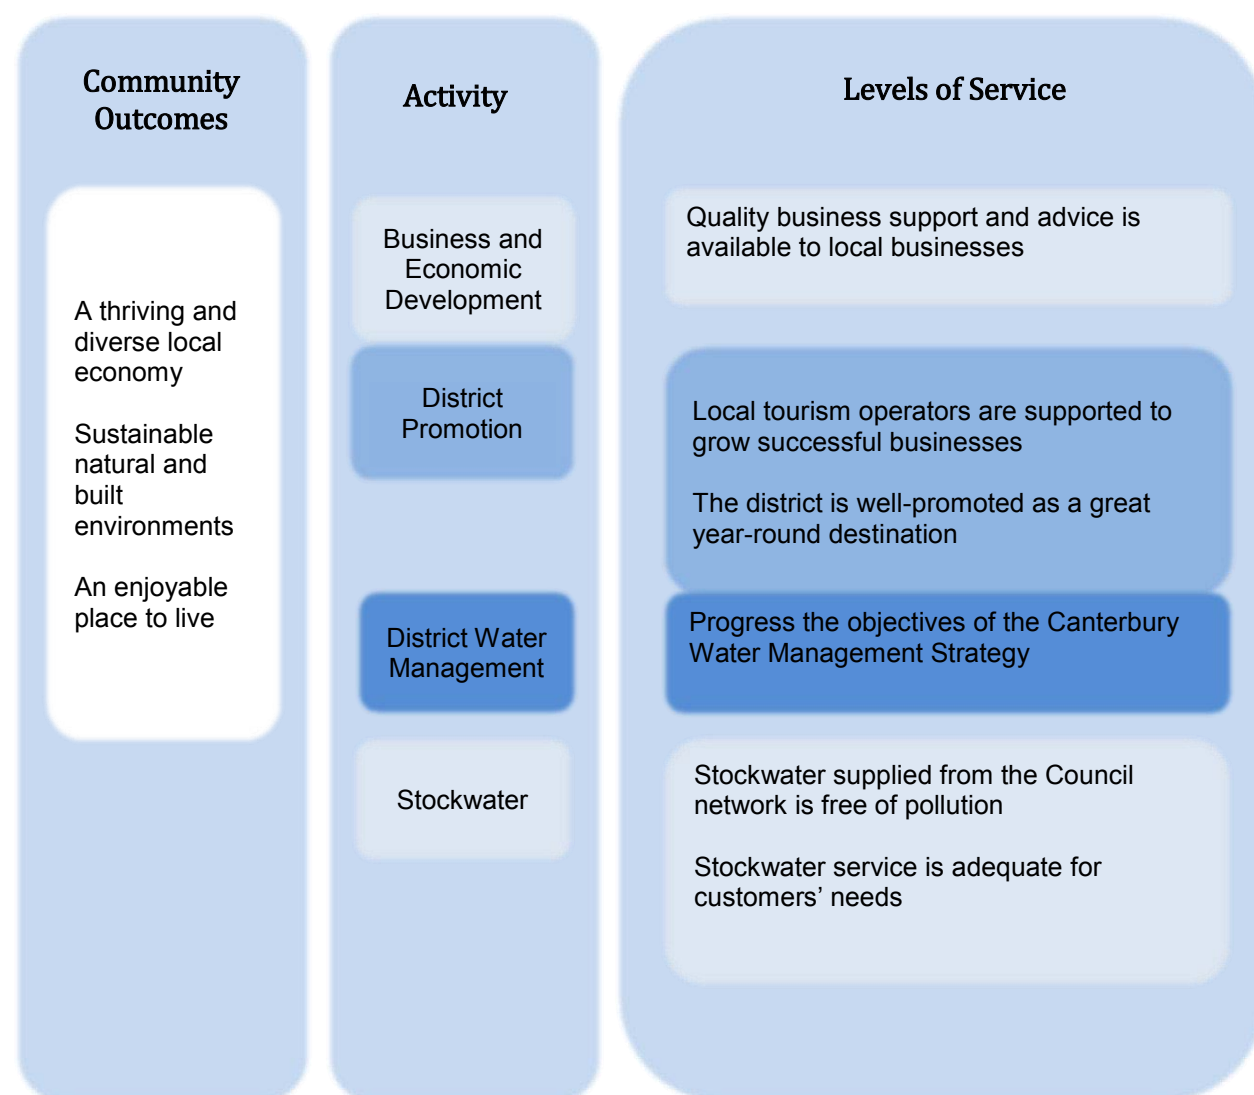 Community
Outcomes
A thriving and
diverse local
economy
Sustainable
natural and
built
environments
An enjoyable
place to live
Activity
Business and
Economic
Development
District
Promotion
District Water
Management
Stockwater
Levels of Service
Quality business support and advice is
available to local businesses
Local tourism operators are supported to
grow successful businesses
The district is well-promoted as a great
year-round destination
Progress the objectives of the Canterbury
Water Management Strategy
Stockwater supplied from the Council
network is free of pollution
Stockwater service is adequate for
customers’ needs